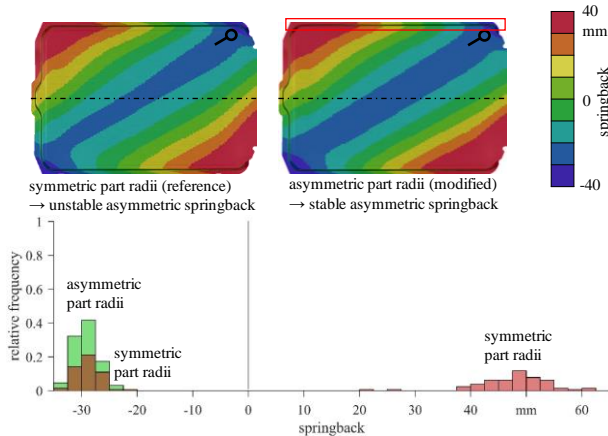 40
mm
20
0
-40
springback
symmetric part radii (reference)
→ unstable asymmetric springback
asymmetric part radii (modified)
→ stable asymmetric springback
1
0.8
0.6
0.4
0.2
0
relative frequency
asymmetric
part radii
symmetric
part radii
symmetric
part radii
-30
-20
-10
0
10
20
30
40
mm
60
springback